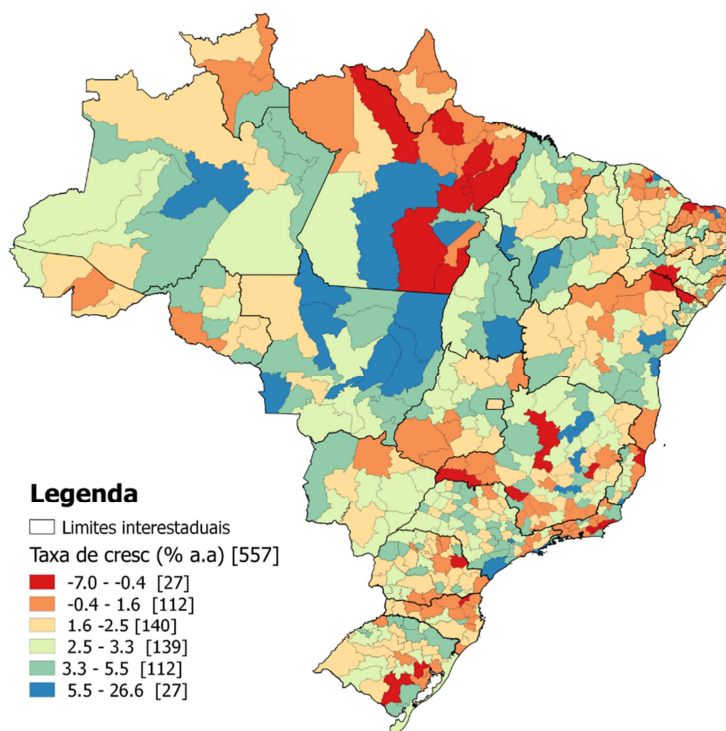 Legenda
Limites interestaduais
Taxa de cresc (% a.a) [557]
-7.0 - -0.4 [27]
-0.4 - 1.6 [112]
1.6 -2.5 [140]
2.5 - 3.3 [139]
3.3 - 5.5 [112]
5.5 - 26.6 [27]